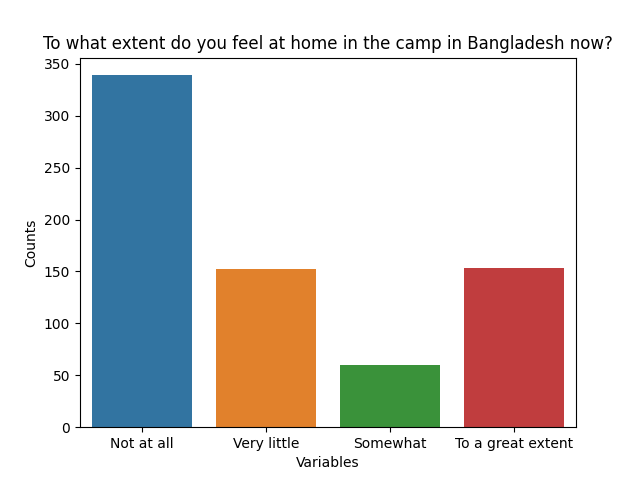 To what extent do you feel at home in the camp in Bangladesh now?
350
300
250
200
150
100
50
0
Counts
Not at all Very little Somewhat To a great extent
Variables